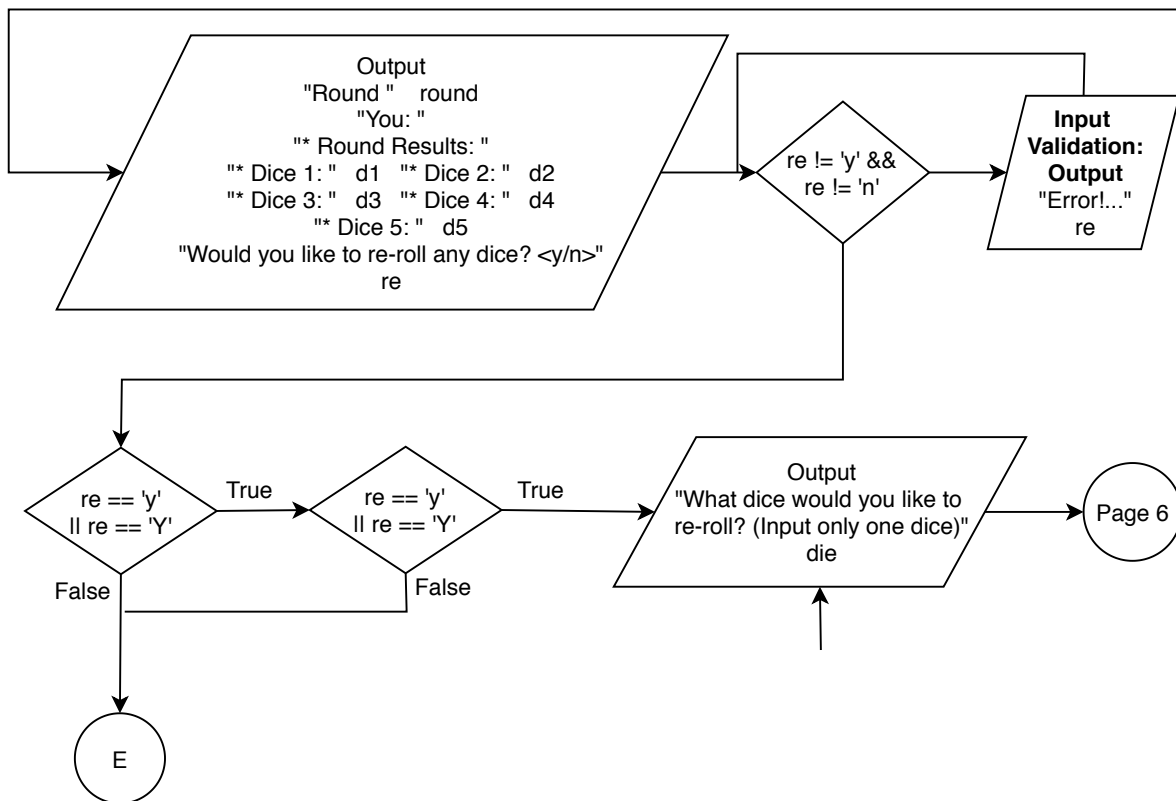 Output
"Round " round
"You: "
"* Round Results: "
"* Dice 1: " d1 "* Dice 2: " d2
"* Dice 3: " d3 "* Dice 4: " d4
"* Dice 5: " d5
"Would you like to re-roll any dice? <y/n>"
re
re != 'y' &&
re != 'n'
Input
Validation:
Output
"Error!..."
re
re == 'y'
|| re == 'Y'
True
False
re == 'y'
|| re == 'Y'
True
False
Output
"What dice would you like to
re-roll? (Input only one dice)"
die
Page 6
E